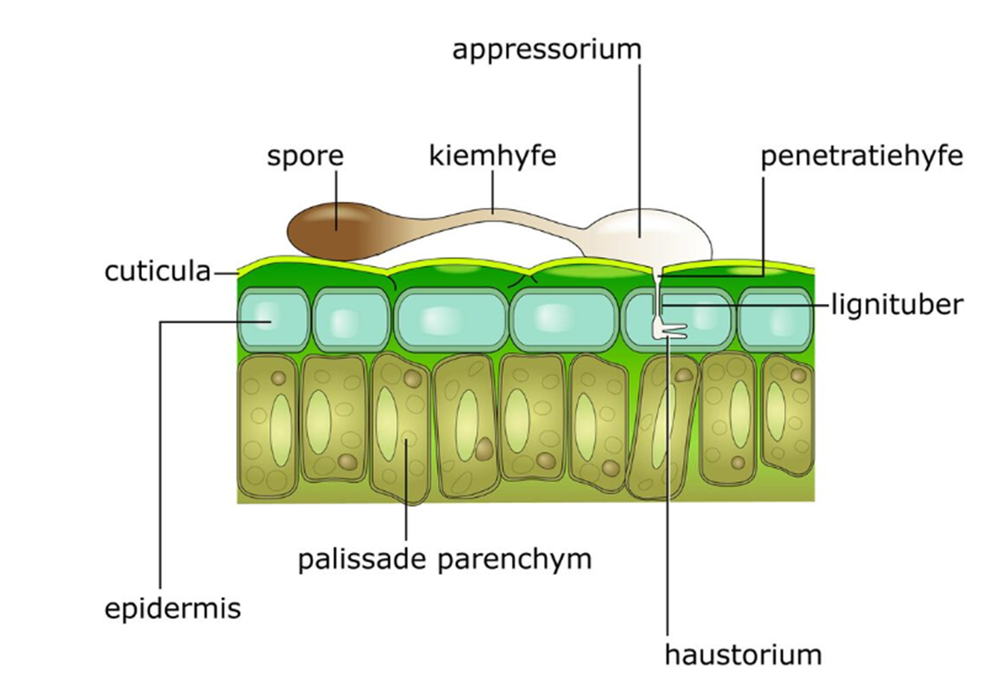 appressorium
spore
kiemhyfe
penetratiehyfe
cuticula
lignituber
palissade parenchym
epidermis
haustorium